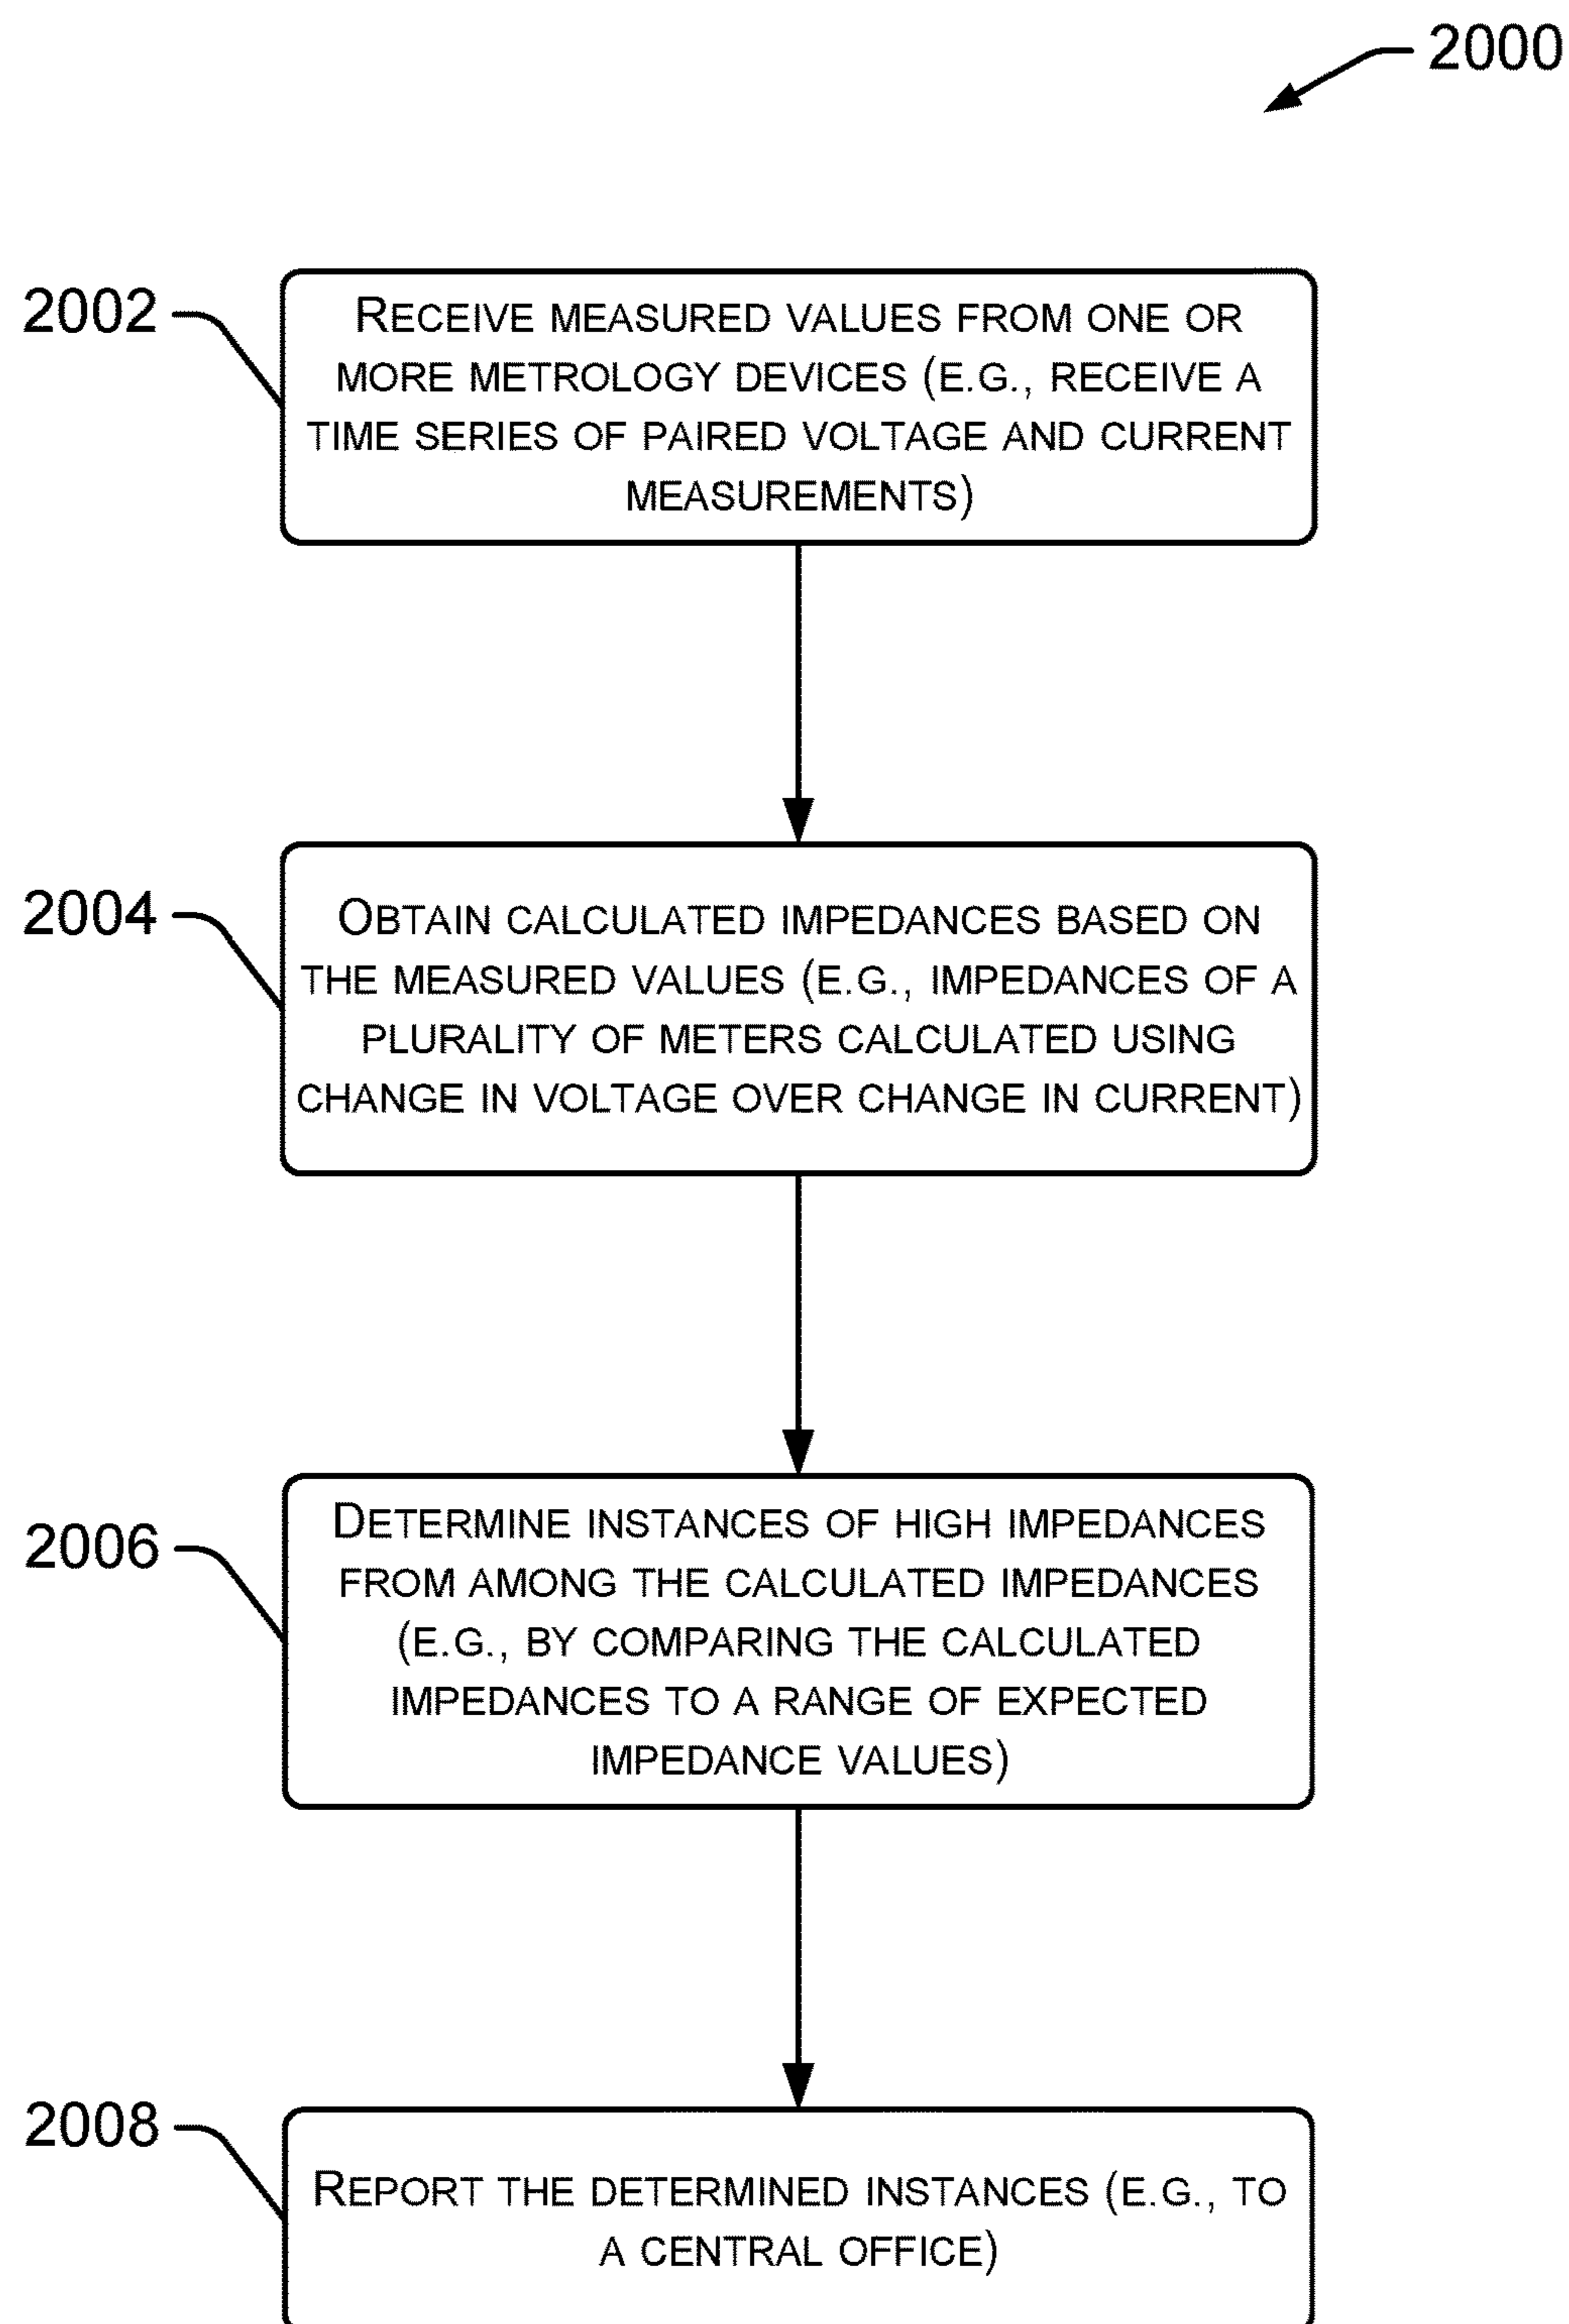 2000
2002
RECEIVE MEASURED VALUES FROM ONE OR
MORE METROLOGY DEVICES (E.G., RECEIVE A
TIME SERIES OF PAIRED VOLTAGE AND CURRENT
MEASUREMENTS)
2004
OBTAIN CALCULATED IMPEDANCES BASED ON
THE MEASURED VALUES (E.G., IMPEDANCES OF A
PLURALITY OF METERS CALCULATED USING
CHANGE IN VOLTAGE OVER CHANGE IN CURRENT)
2006
DETERMINE INSTANCES OF HIGH IMPEDANCES
FROM AMONG THE CALCULATED IMPEDANCES
(E.G., BY COMPARING THE CALCULATED
IMPEDANCES TO A RANGE OF EXPECTED
IMPEDANCE VALUES)
2008
REPORT THE DETERMINED INSTANCES (E.G., TO
A CENTRAL OFFICE)